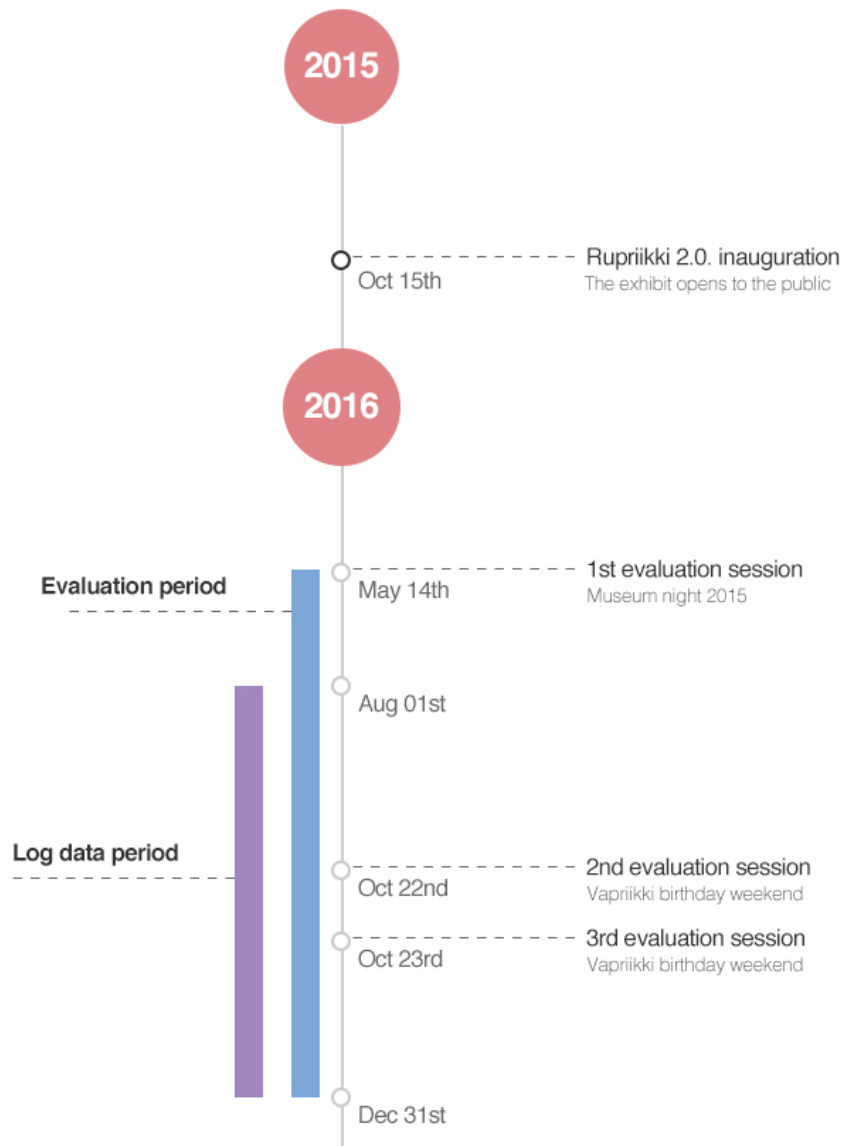 2015
Rupriikki 2.0. inauguration
Oct 15th
The exhibit opens to the public
2016
1st evaluation session
Evaluation period
May 14th
Museum night 2015
Aug 01st
Log data period
2nd evaluation session
Oct 22nd
Vapriikki birthday weekend
3rd evaluation session
Oct 23rd
Vapriikki birthday weekend
Dec 31st